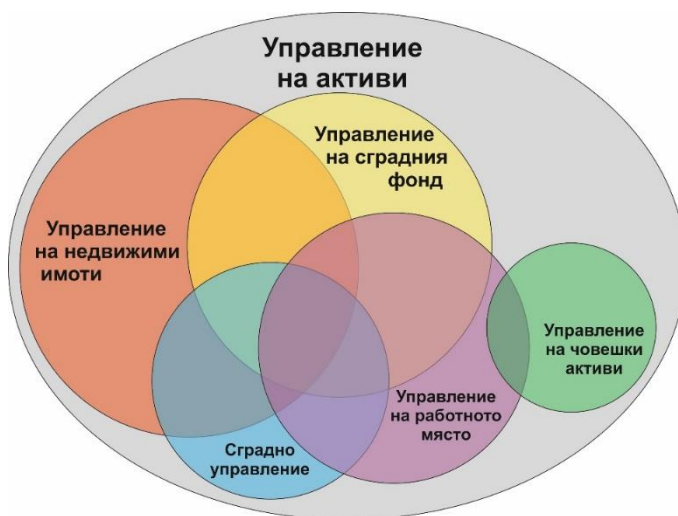 Управление
на активи
Управление
на сградния
фонд
Управление
на недвижими
имоти
Управление
на човешки
активи
Управление
на работното
място
Сградно
управление